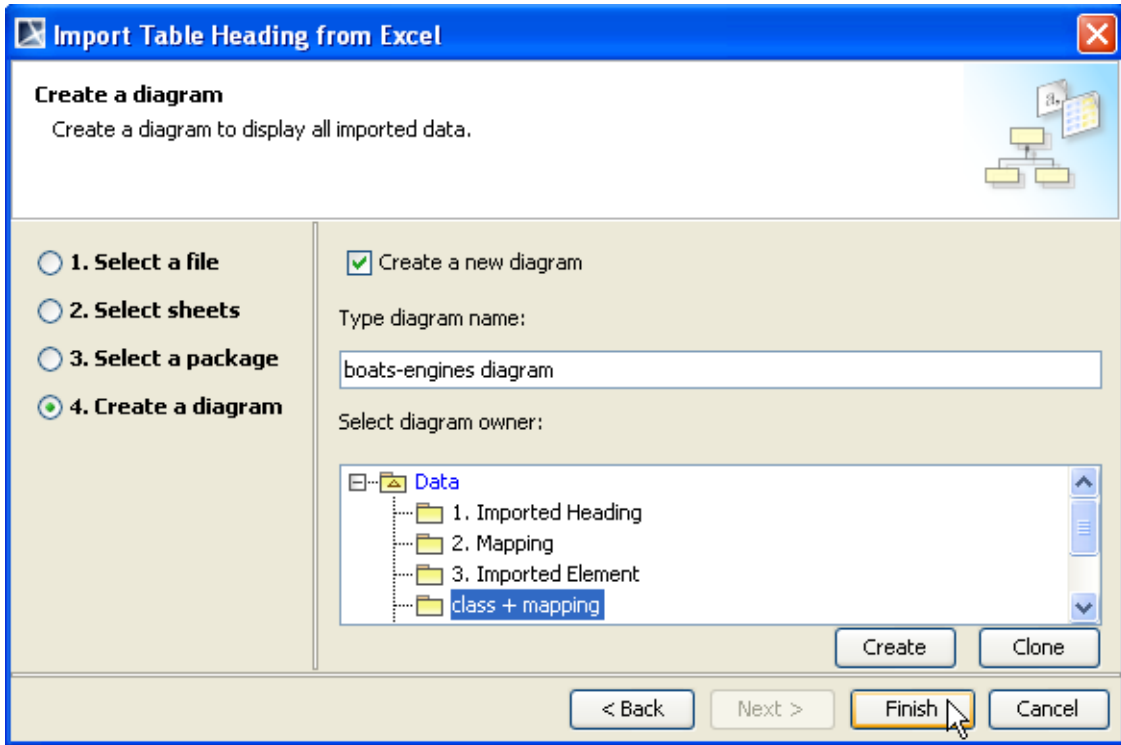 Import Table Heading from Excel
Create a diagram
Create a diagram to display all imported data.
a,
1. Select a file
2. Select sheets
3. Select a package
4. Create a diagram
Create a new diagram
Type diagram name:
boats-engines diagram
Select diagram owner:
Data
1. Imported Heading
2. Mapping
3. Imported Element
class + mapping
Create
Clone
< Back
Next >
Finish
Cancel